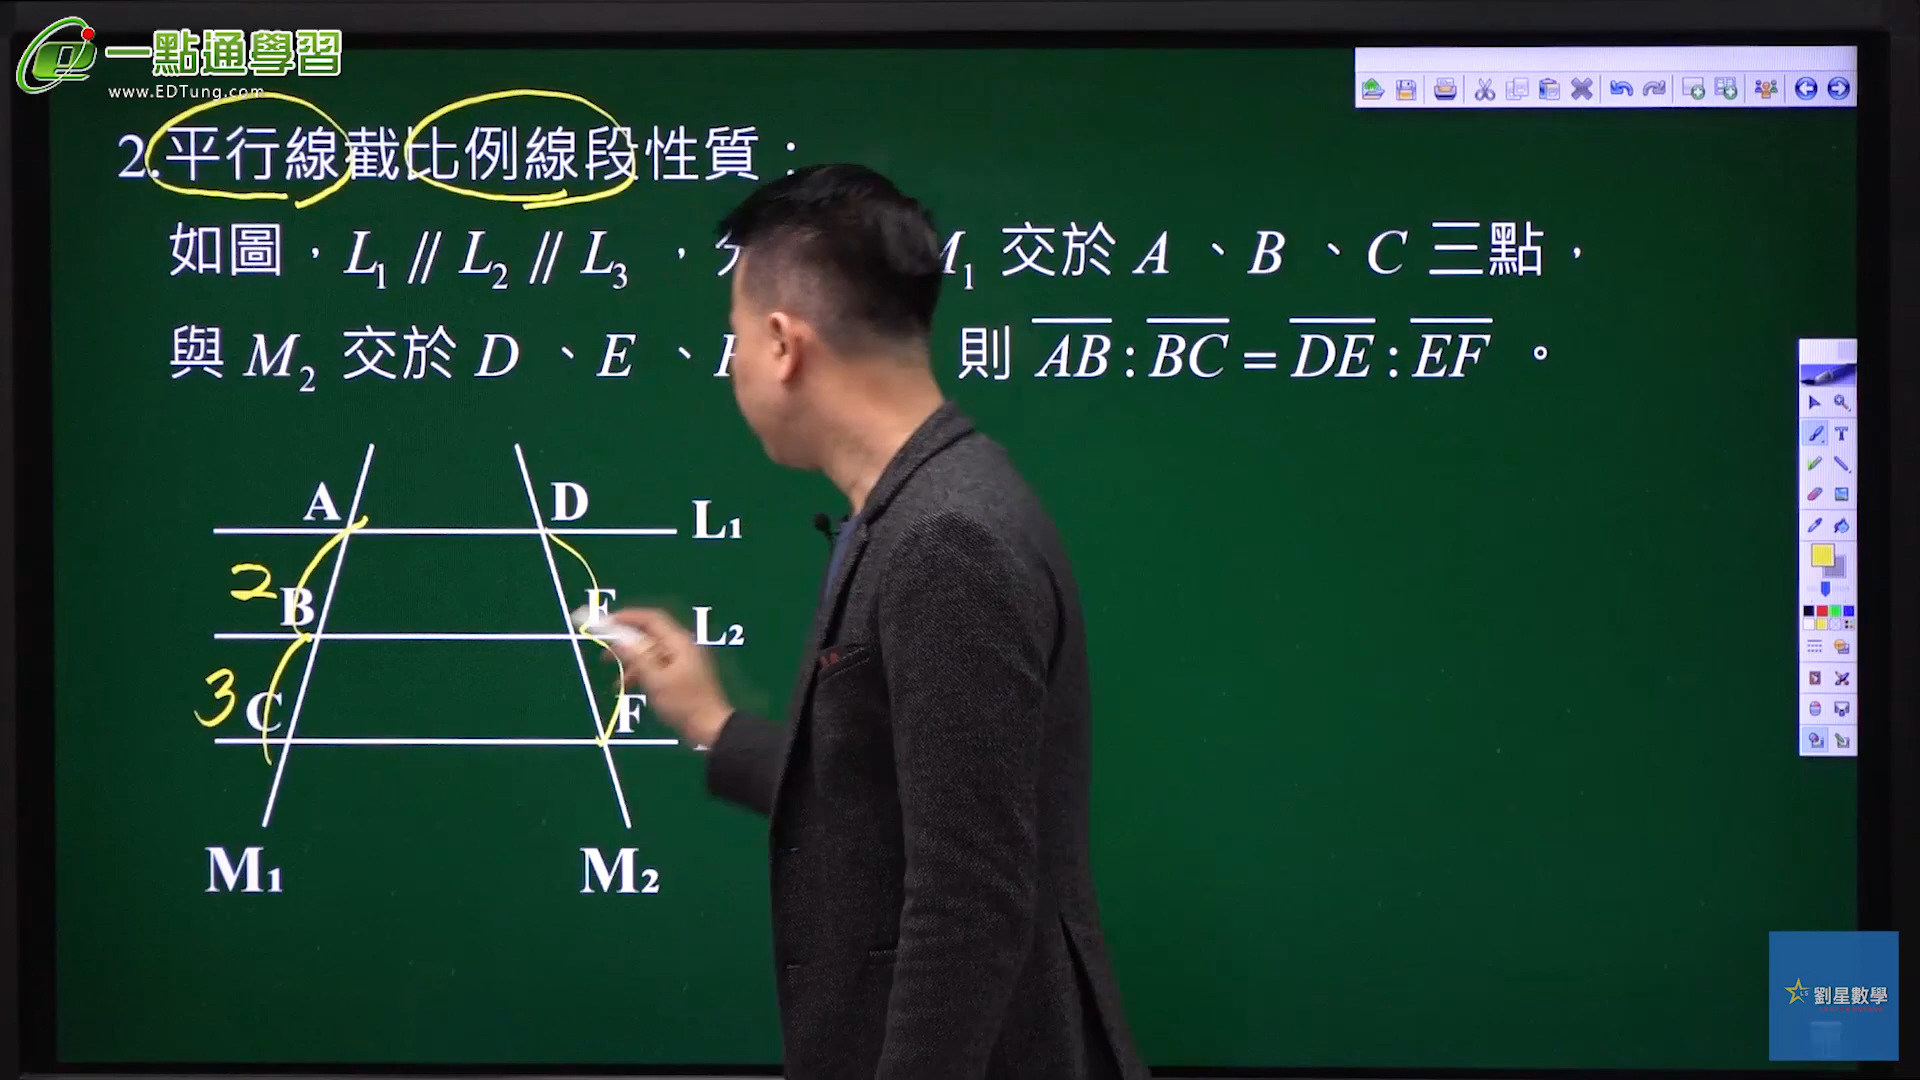 一點通學習
www.EDTung.com
2.平行線截比例線段性質：
如圖，L₁ // L₂ // L₃ ，分 M₁ 交於 A 、B 、C 三點，
與 M₂ 交於 D 、E 、F 則 AB : BC = DE : EF 。
A D L₁
2 B E L₂
3 C F
M₁ M₂
劉星數學